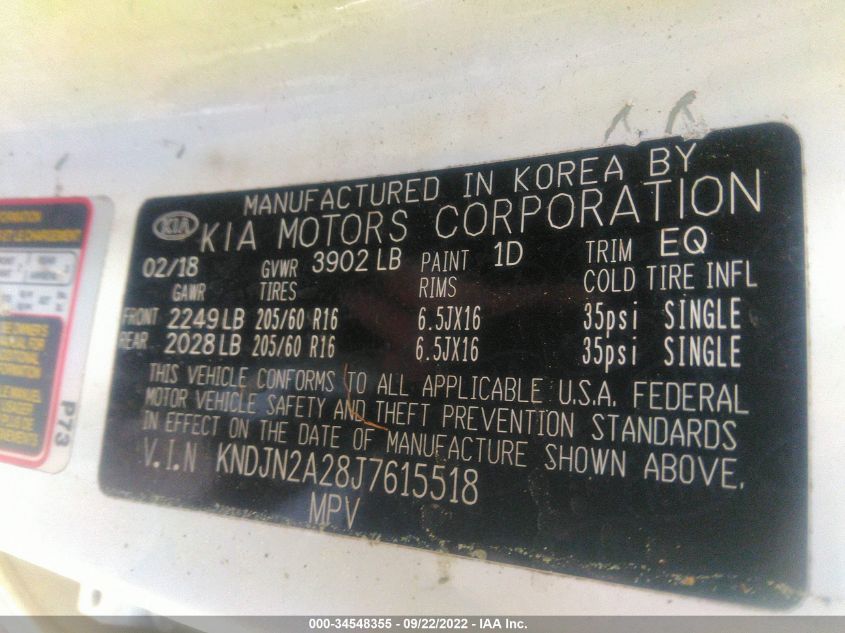 MANUFACTURED IN KOREA BY
KIA KIA MOTORS CORPORATION
02/18 GVWR 3902 LB PAINT 1D TRIM EQ
GAWR TIRES RIMS COLD TIRE INFL
FRONT 2249 LB 205/60 R16 6.5JX16 35psi SINGLE
REAR 2028 LB 205/60 R16 6.5JX16 35psi SINGLE
THIS VEHICLE CONFORMS TO ALL APPLICABLE U.S.A. FEDERAL
MOTOR VEHICLE SAFETY AND THEFT PREVENTION STANDARDS
IN EFFECT ON THE DATE OF MANUFACTURE SHOWN ABOVE.
V.I.N KNDJN2A28J7615518
MPV
P73
000-34548355 - 09/22/2022 - IAA Inc.